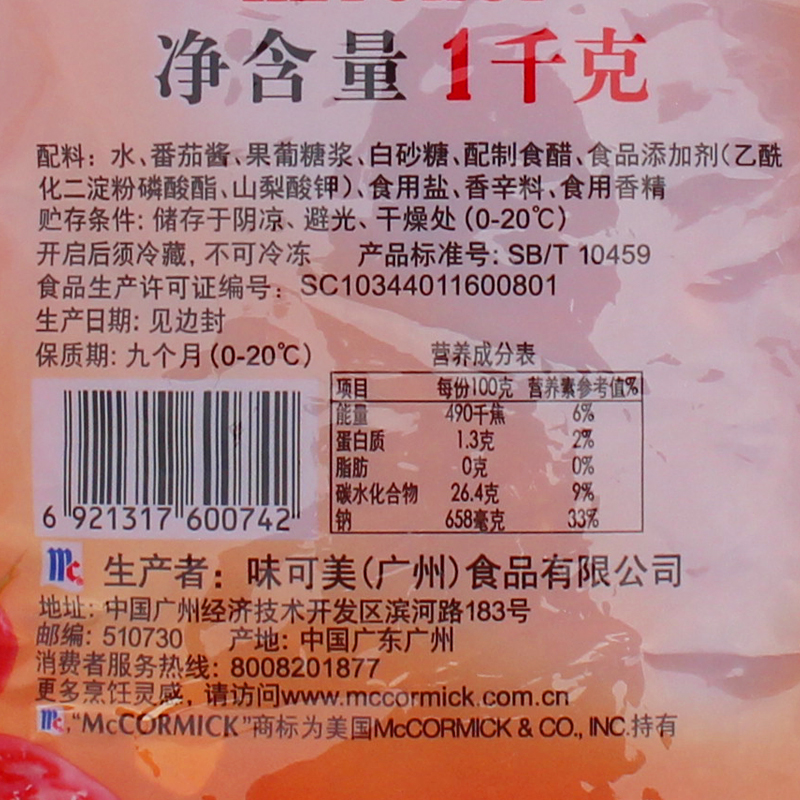 净含量 1千克
配料: 水、番茄酱、果葡糖浆、白砂糖、配制食醋、食品添加剂(乙酰
化二淀粉磷酸酯、山梨酸钾)、食用盐、香辛料、食用香精
贮存条件: 储存于阴凉、避光、干燥处 (0-20℃)
开启后须冷藏, 不可冷冻 产品标准号: SB/T 10459
食品生产许可证编号: SC10344011600801
生产日期: 见边封
保质期: 九个月 (0-20℃)
营养成分表
项目 每份100克 营养素参考值%
能量 490千焦 6%
蛋白质 1.3克 2%
脂肪 0克 0%
碳水化合物 26.4克 9%
钠 658毫克 33%
6 921317 600742
Mc 生产者: 味可美(广州)食品有限公司
地址: 中国广州经济技术开发区滨河路183号
邮编: 510730 产地: 中国广东广州
消费者服务热线: 8008201877
更多烹饪灵感, 请访问www.mccormick.com.cn
Mc,"McCORMICK"商标为美国McCORMICK & CO., INC.持有